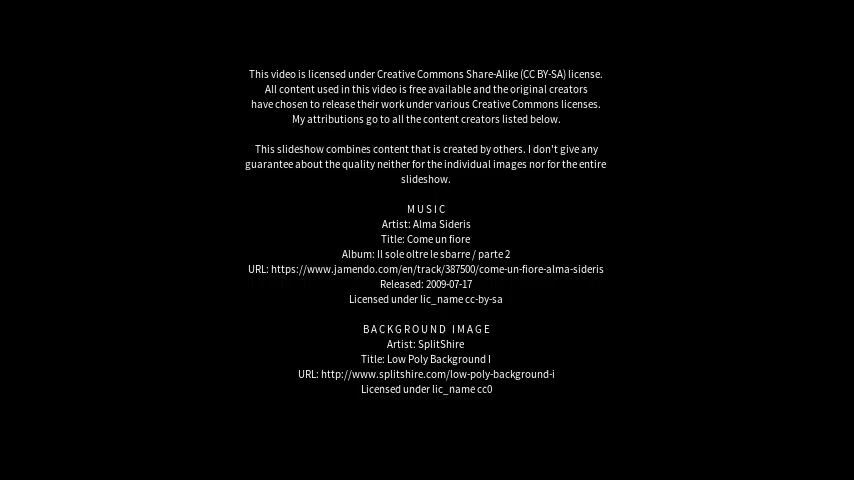 This video is licensed under Creative Commons Share-Alike (CC BY-SA) license.
All content used in this video is free available and the original creators
have chosen to release their work under various Creative Commons licenses.
My attributions go to all the content creators listed below.
This slideshow combines content that is created by others. I don't give any
guarantee about the quality neither for the individual images nor for the entire
slideshow.
MUSIC
Artist: Alma Sideris
Title: Come un fiore
Album: Il sole oltre le sbarre / parte 2
URL: https://www.jamendo.com/en/track/387500/come-un-fiore-alma-sideris
Released: 2009-07-17
Licensed under lic_name cc-by-sa
BACKGROUND IMAGE
Artist: SplitShire
Title: Low Poly Background I
URL: http://www.splitshire.com/low-poly-background-i
Licensed under lic_name cc0